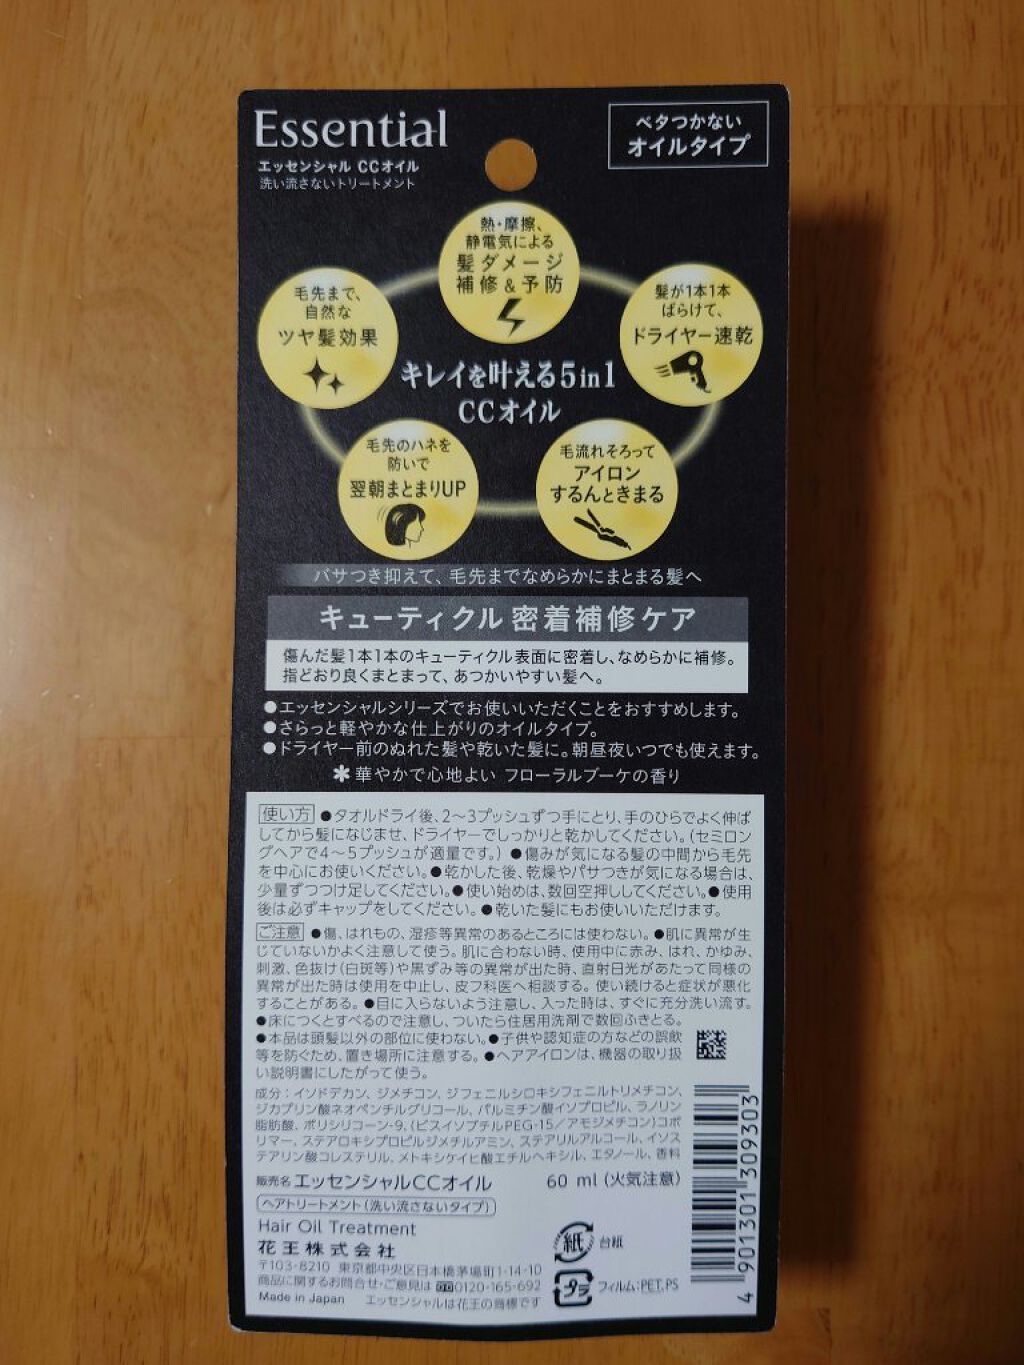 Essential
エッセンシャル CCオイル
洗い流さないトリートメント
ベタつかない
オイルタイプ
熱・摩擦、
静電気による
髪ダメージ
補修&予防
毛先まで、
自然な
ツヤ髪効果
髪が1本1本
ばらけて、
ドライヤー速乾
キレイを叶える5in1
CCオイル
毛先のハネを
防いで
翌朝まとまりUP
毛流れそろって
アイロン
するんときまる
パサつき抑えて、毛先までなめらかにまとまる髪へ
キューティクル 密着補修ケア
傷んだ髪1本1本のキューティクル表面に密着し、なめらかに補修。
指どおり良くまとまって、あつかいやすい髪へ。
●エッセンシャルシリーズでお使いいただくことをおすすめします。
●さらっと軽やかな仕上がりのオイルタイプ。
●ドライヤー前のぬれた髪や乾いた髪に。朝昼夜いつでも使えます。
✻華やかで心地よい フローラルブーケの香り
使い方 ●タオルドライ後、2〜3プッシュずつ手にとり、手のひらでよく伸ば
してから髪になじませ、ドライヤーでしっかりと乾かしてください。(セミロン
グヘアで4〜5プッシュが適量です。) ●傷みが気になる髪の中間から毛先
を中心にお使いください。●乾かした後、乾燥やパサつきが気になる場合は、
少量ずつつけ足してください。●使い始めは、数回空押ししてください。●使用
後は必ずキャップをしてください。●乾いた髪にもお使いいただけます。
ご注意 ●傷、はれもの、湿疹等異常のあるところには使わない。●肌に異常が生
じていないかよく注意して使う。肌に合わない時、使用中に赤み、はれ、かゆみ、
刺激、色抜け(白斑等)や黒ずみ等の異常が出た時、直射日光があたって同様の
異常が出た時は使用を中止し、皮フ科医へ相談する。使い続けると症状が悪化
することがある。●目に入らないよう注意し、入った時は、すぐに充分洗い流す。
●床につくとすべるので注意し、ついたら住居用洗剤で数回ふきとる。
●本品は頭髪以外の部位に使わない。●子供や認知症の方などの誤飲
等を防ぐため、置き場所に注意する。●ヘアアイロンは、機器の取り扱
い説明書にしたがって使う。
成分:イソドデカン、ジメチコン、ジフェニルシロキシフェニルトリメチコン、
ジカプリン酸ネオペンチルグリコール、パルミチン酸イソプロピル、ラノリン
脂肪酸、ポリシリコーン-9、(ビスイソブチルPEG-15/アモジメチコン)コポ
リマー、ステアロキシプロピルジメチルアミン、ステアリルアルコール、イソス
テアリン酸コレステリル、メトキシケイヒ酸エチルヘキシル、エタノール、香料
販売名 エッセンシャルCCオイル 60 ml (火気注意)
ヘアトリートメント(洗い流さないタイプ)
Hair Oil Treatment
花王株式会社
〒103-8210 東京都中央区日本橋茅場町1-14-10
商品に関するお問合せ・ご意見は 0120-165-692
Made in Japan エッセンシャルは花王の商標です
紙 台紙
プラ フィルム:PET,PS
4 901301 309303